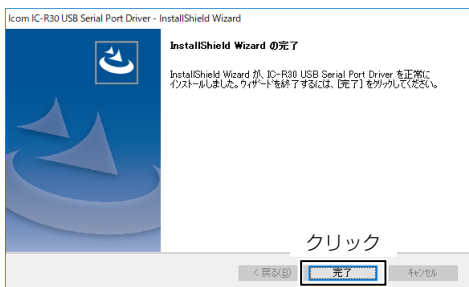 Icom IC-R30 USB Serial Port Driver - InstallShield Wizard
InstallShield Wizard の完了
InstallShield Wizard が、IC-R30 USB Serial Port Driver を正常に
インストールしました。ウィザードを終了するには、[完了] をクリックしてください。
クリック
< 戻る(B)
完了
キャンセル